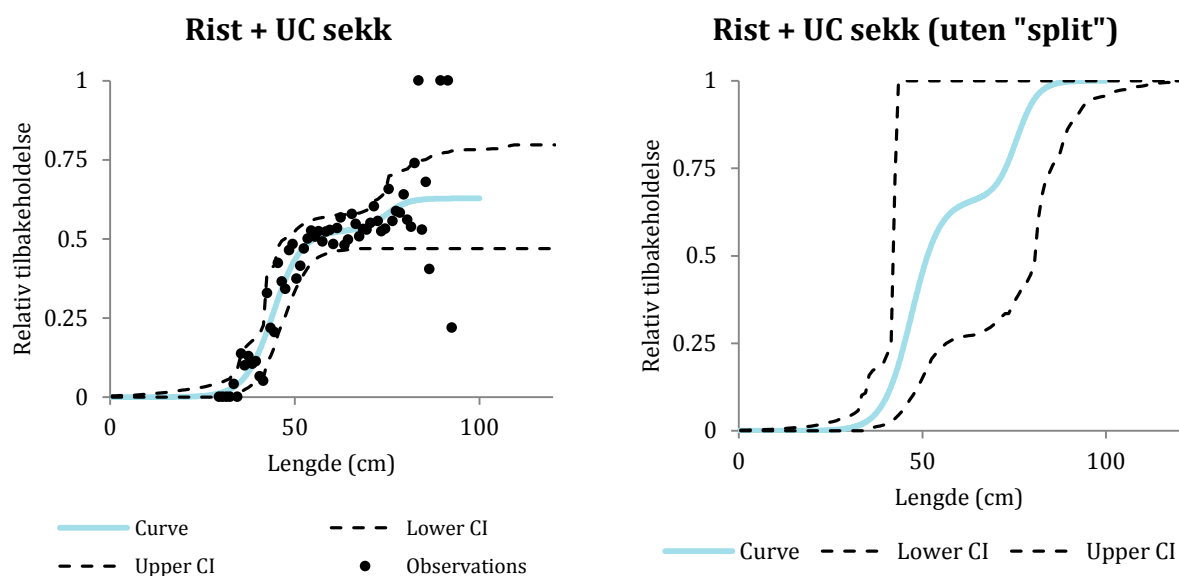 Rist + UC sekk
Relativ tilbakeholdelse
1
0.75
0.5
0.25
0
0
50
100
Lengde (cm)
Curve
Lower CI
Upper CI
Observations
Rist + UC sekk (uten "split")
Relativ tilbakeholdelse
1
0.75
0.5
0.25
0
0
50
100
Lengde (cm)
Curve
Lower CI
Upper CI